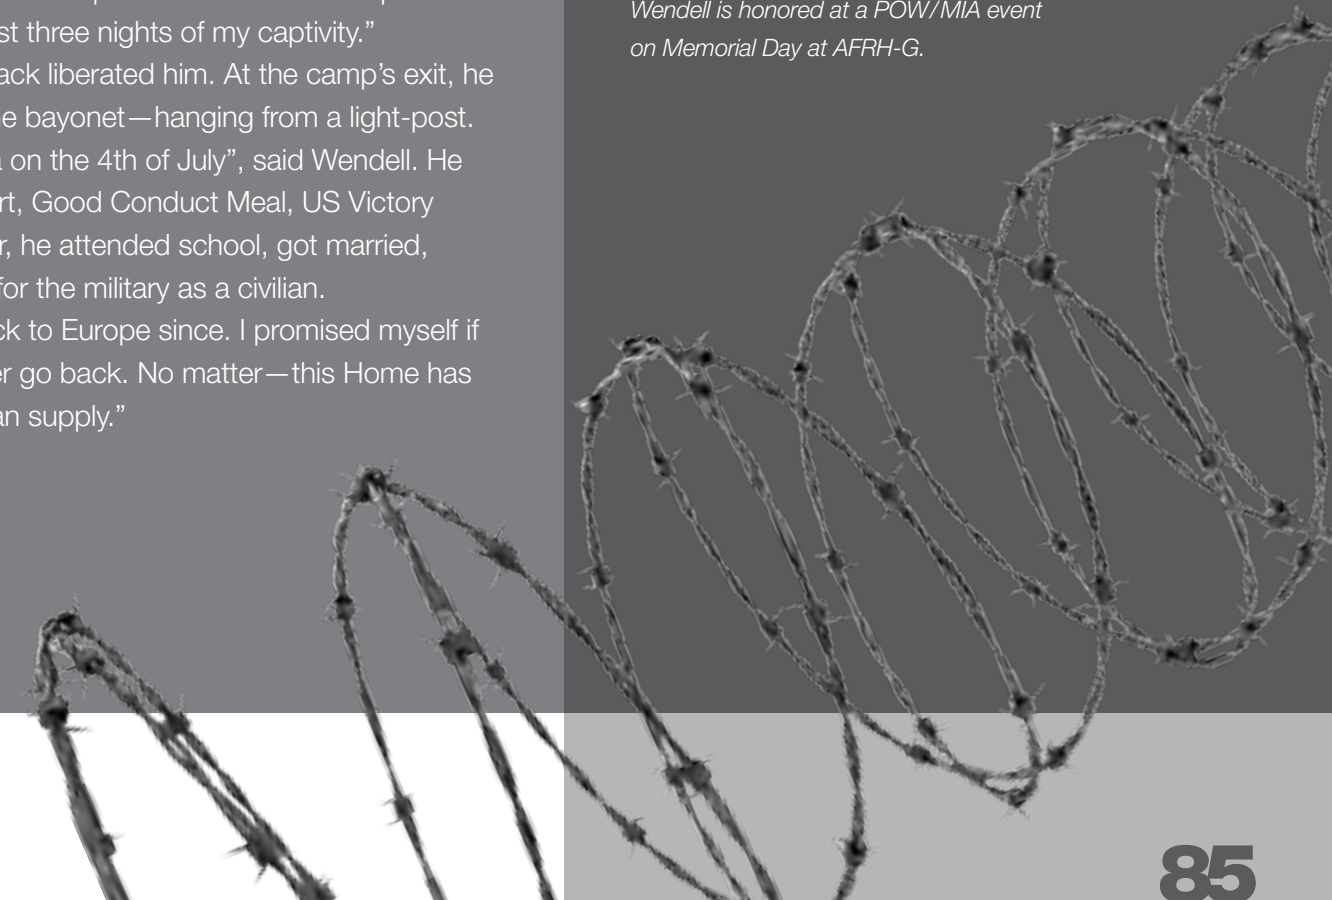 st three nights of my captivity.”
ack liberated him. At the camp’s exit, he
e bayonet—hanging from a light-post.
on the 4th of July”, said Wendell. He
rt, Good Conduct Meal, US Victory
r, he attended school, got married,
for the military as a civilian.
ck to Europe since. I promised myself if
er go back. No matter—this Home has
an supply.”
Wendell is honored at a POW/MIA event
on Memorial Day at AFRH-G.
85